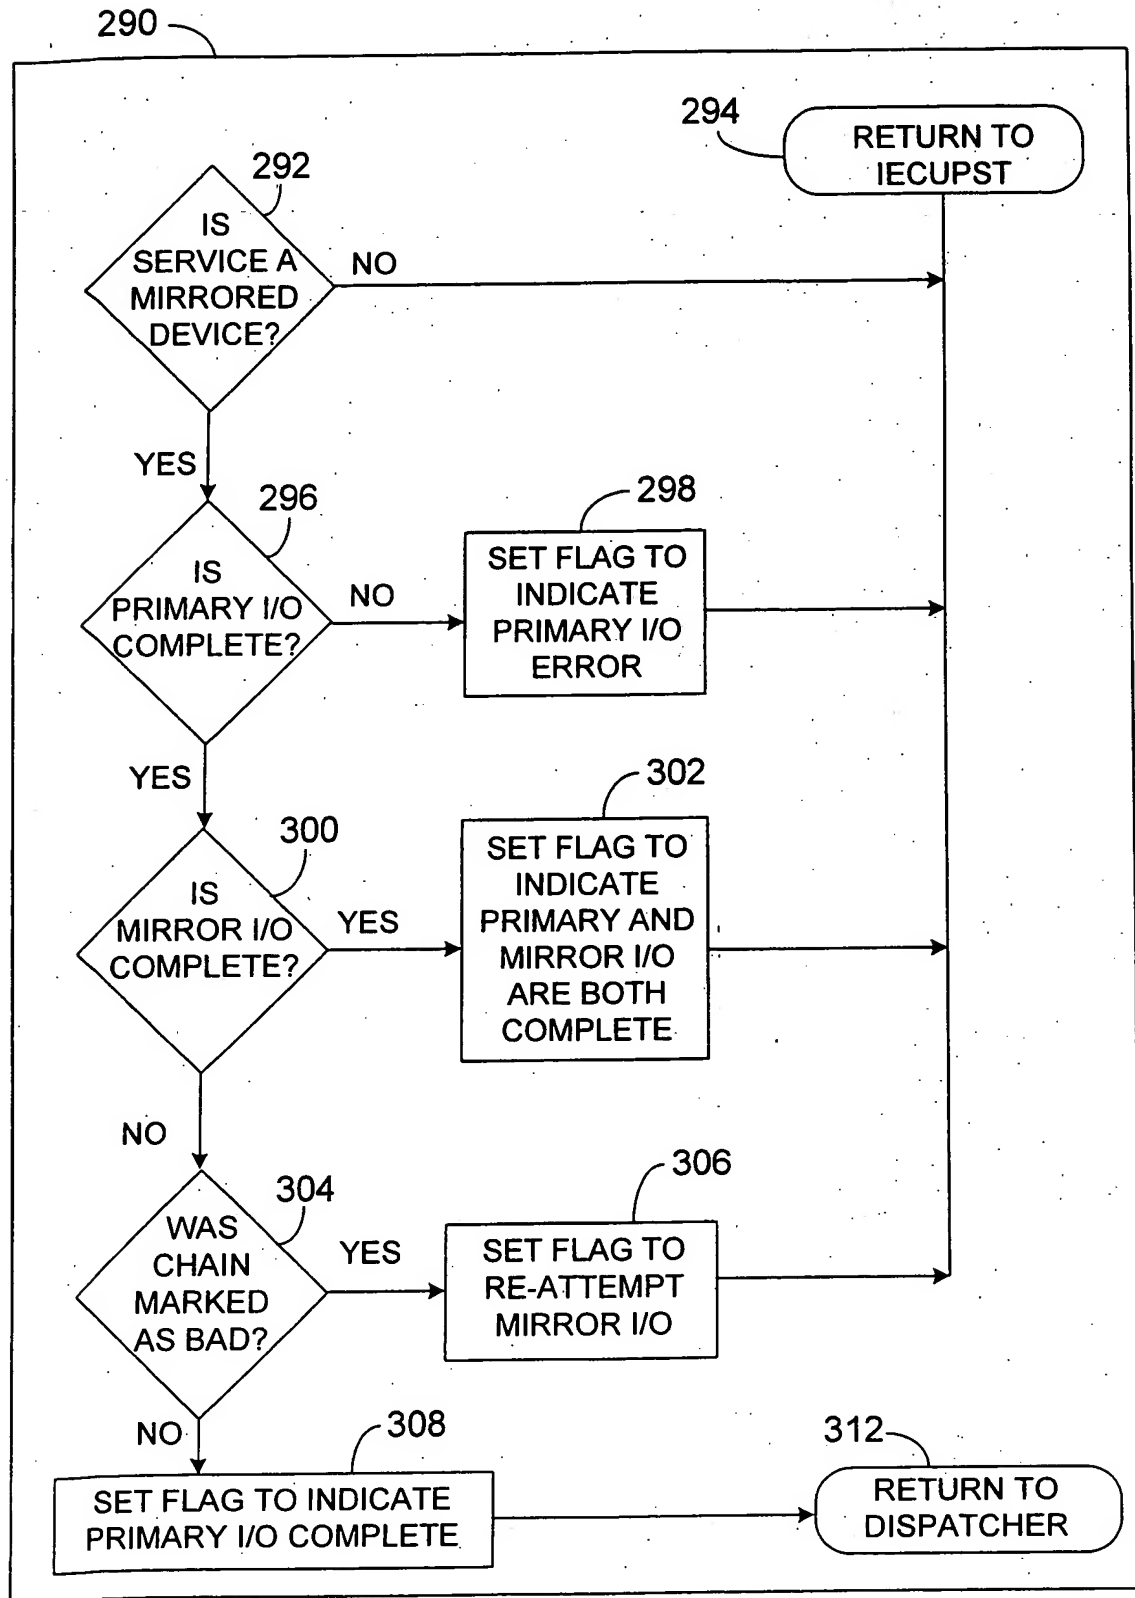 290
294
RETURN TO
IECUPST
292
IS
SERVICE A
MIRRORED
DEVICE?
NO
YES
296
IS
PRIMARY I/O
COMPLETE?
NO
298
SET FLAG TO
INDICATE
PRIMARY I/O
ERROR
YES
300
IS
MIRROR I/O
COMPLETE?
YES
302
SET FLAG TO
INDICATE
PRIMARY AND
MIRROR I/O
ARE BOTH
COMPLETE
NO
304
WAS
CHAIN
MARKED
AS BAD?
YES
306
SET FLAG TO
RE-ATTEMPT
MIRROR I/O
NO
308
SET FLAG TO INDICATE
PRIMARY I/O COMPLETE
312
RETURN TO
DISPATCHER